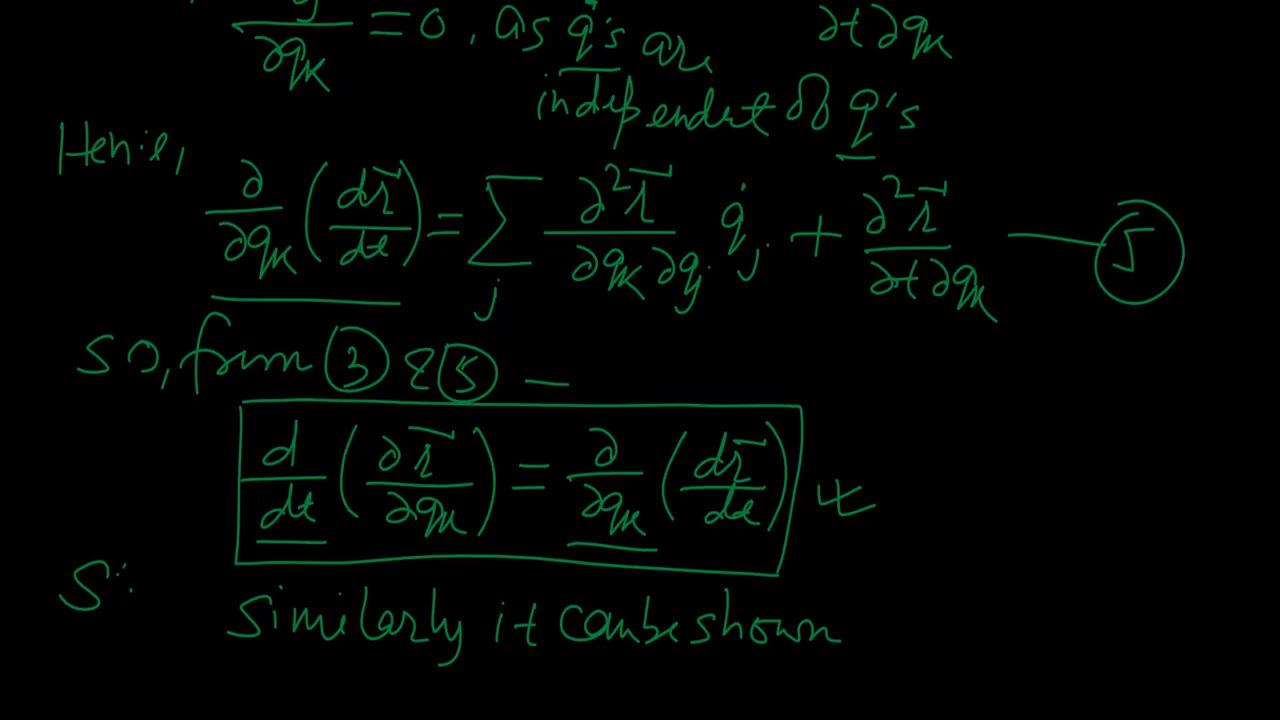 ∂q_k = 0, as q̇'s are ∂t∂q_k
independent of q's
Hence,
∂/∂q_k (dr⃗/dt) = Σ_j ∂²r⃗/∂q_k∂q_j q̇_j + ∂²r⃗/∂t∂q_k — ⑤
So, from ③ & ⑤ —
d/dt (∂r⃗/∂q_k) = ∂/∂q_k (dr⃗/dt)
Similarly it can be shown